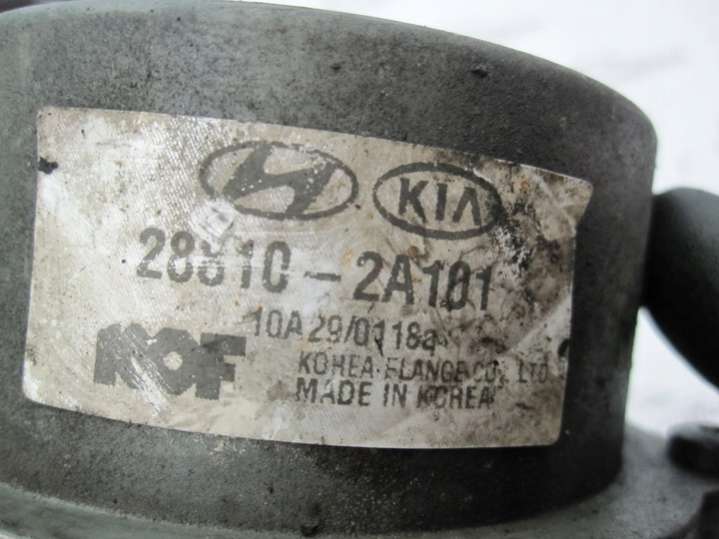 KIA
28810-2A101
10A29/0118a
KOF KOREA FLANGE CO., LTD
MADE IN KOREA